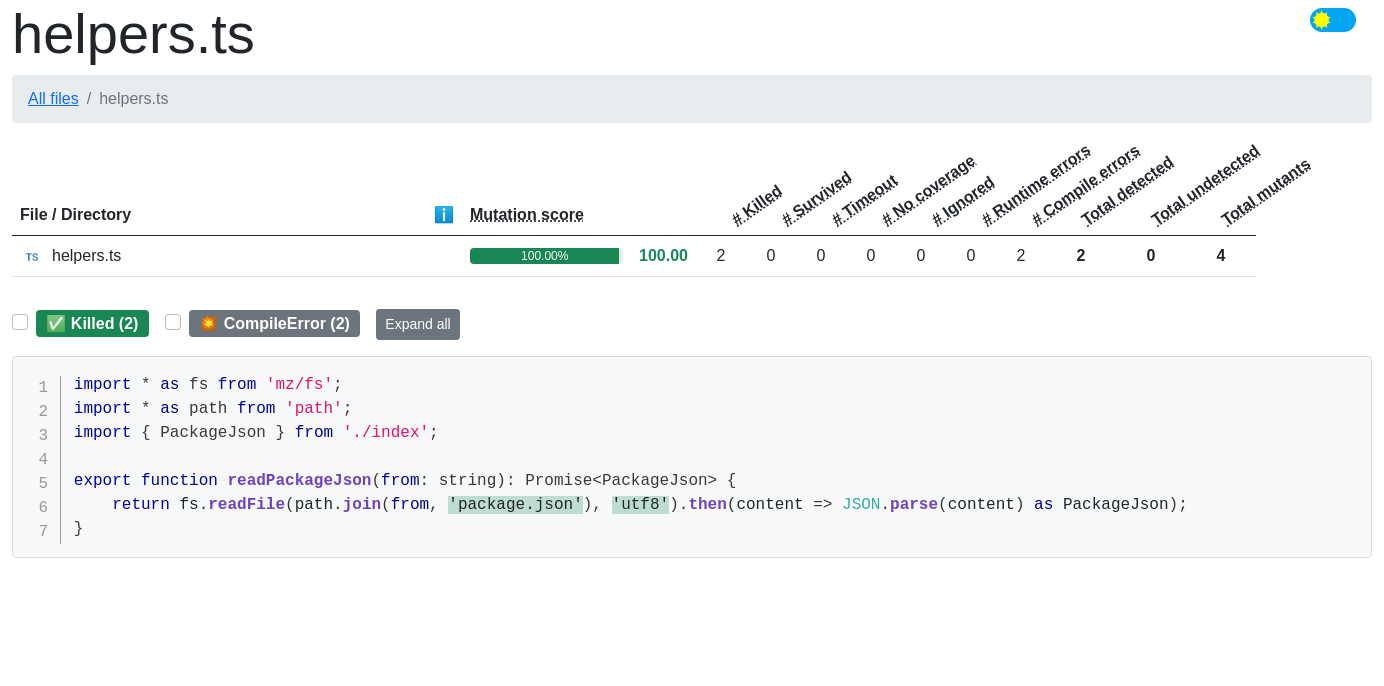 helpers.ts
All files / helpers.ts
File / Directory ℹ️ Mutation score # Killed # Survived # Timeout # No coverage # Ignored # Runtime errors # Compile errors Total detected Total undetected Total mutants
TS helpers.ts 100.00% 100.00 2 0 0 0 0 0 2 2 0 4
✅ Killed (2) 💥 CompileError (2) Expand all
1 import * as fs from 'mz/fs';
2 import * as path from 'path';
3 import { PackageJson } from './index';
4
5 export function readPackageJson(from: string): Promise<PackageJson> {
6     return fs.readFile(path.join(from, 'package.json'), 'utf8').then(content => JSON.parse(content) as PackageJson);
7 }